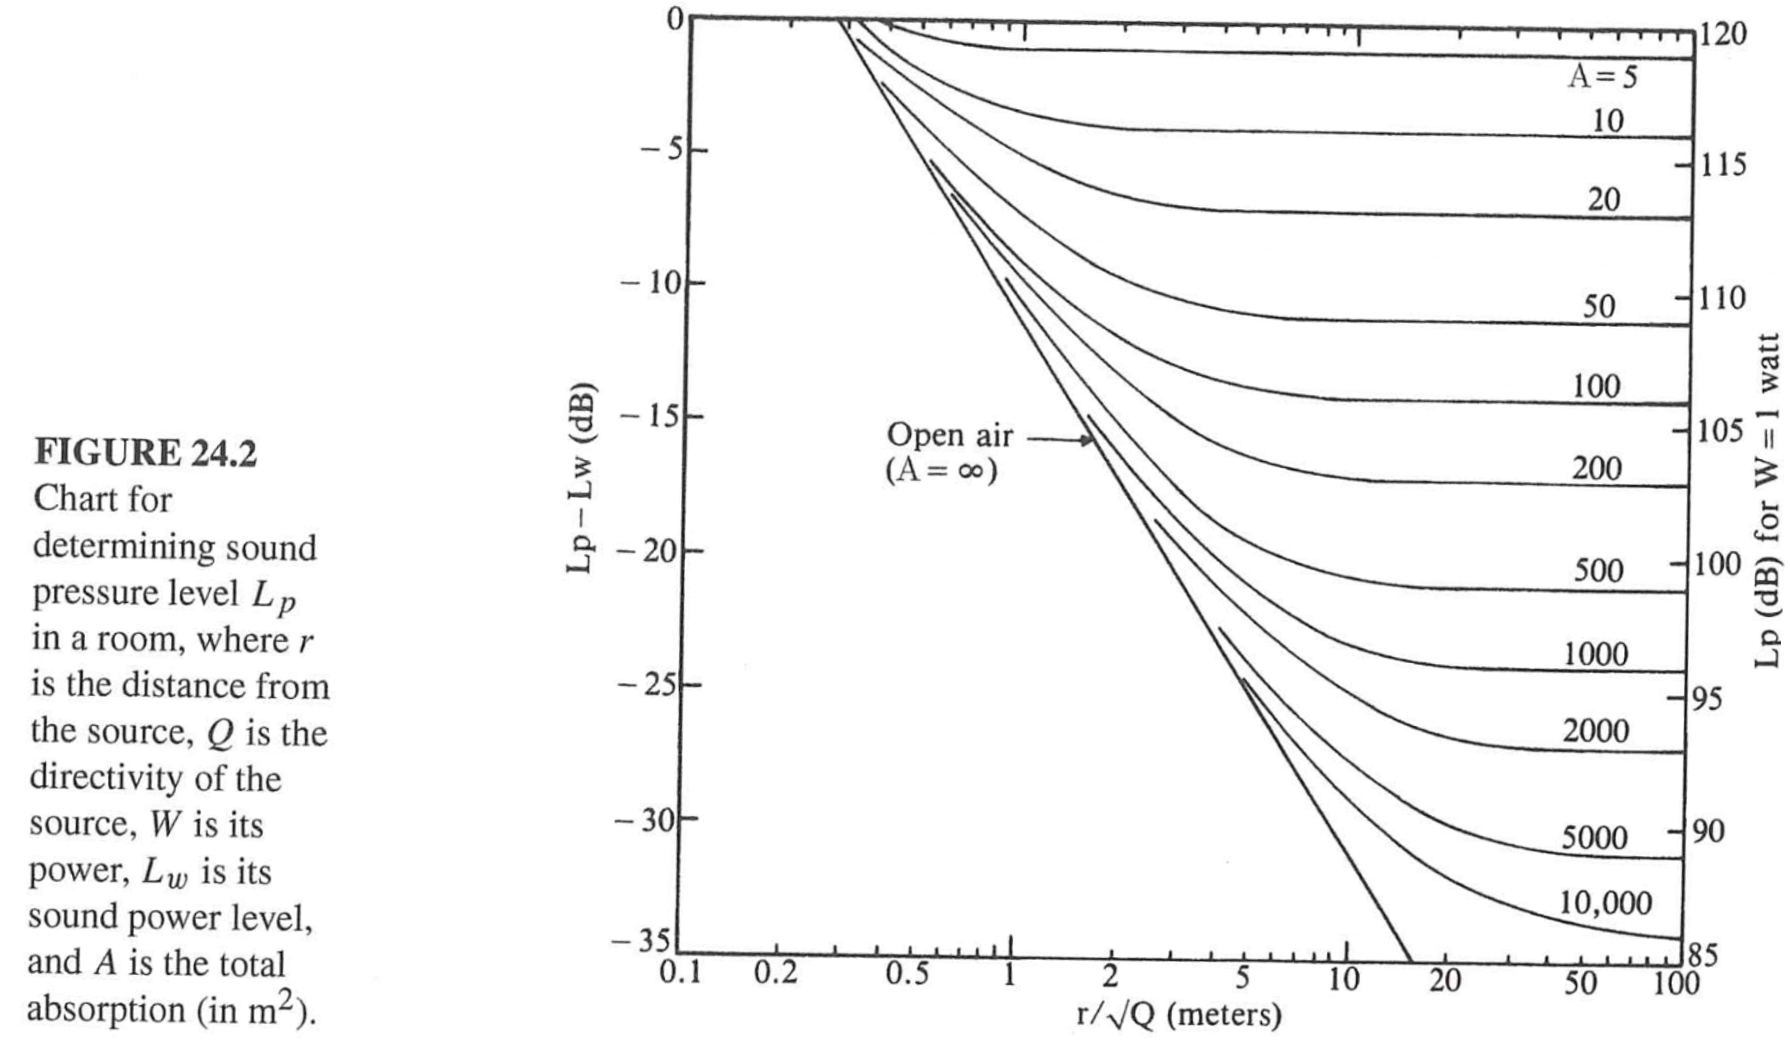 FIGURE 24.2
Chart for
determining sound
pressure level Lp
in a room, where r
is the distance from
the source, Q is the
directivity of the
source, W is its
power, Lw is its
sound power level,
and A is the total
absorption (in m²).
Lp – Lw (dB)
0
– 5
– 10
– 15
– 20
– 25
– 30
– 35
0.1 0.2 0.5 1 2 5 10 20 50 100
r/√Q (meters)
Open air
(A = ∞)
A = 5
10
20
50
100
200
500
1000
2000
5000
10,000
120
115
110
105
100
95
90
85
Lp (dB) for W = 1 watt